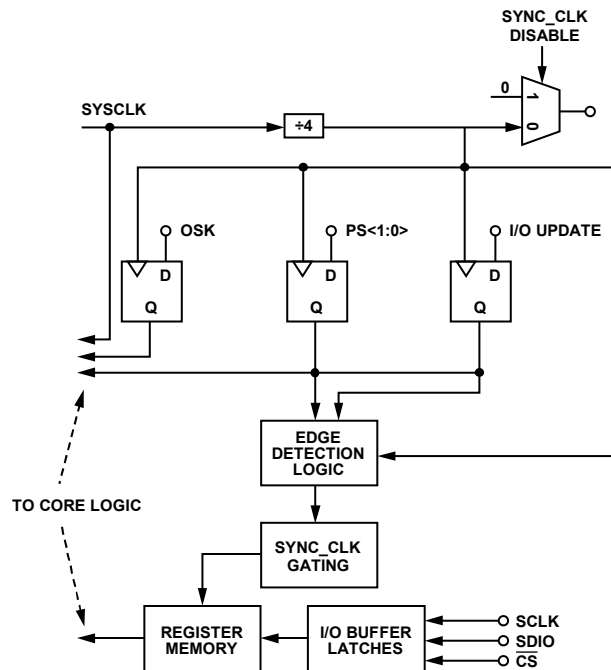 SYNC_CLK
DISABLE
0
1
0
SYSCLK
÷4
OSK
PS<1:0>
I/O UPDATE
D
Q
D
Q
D
Q
EDGE
DETECTION
LOGIC
TO CORE LOGIC
SYNC_CLK
GATING
REGISTER
MEMORY
I/O BUFFER
LATCHES
SCLK
SDIO
C̅S̅